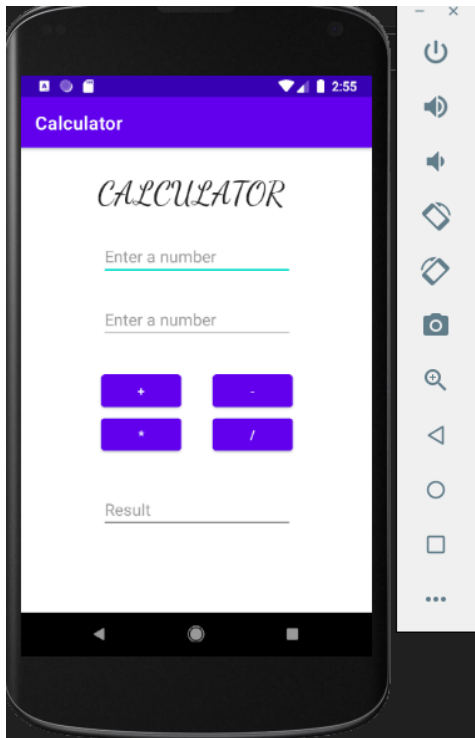 2:55
Calculator
CALCULATOR
Enter a number
Enter a number
+ -
* /
Result